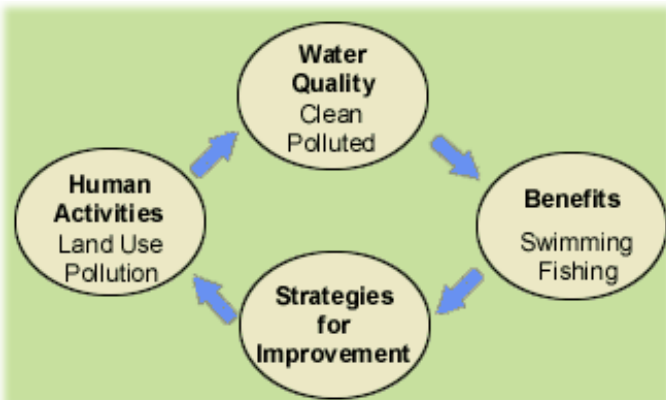 Water
Quality
Clean
Polluted
Human
Activities
Land Use
Pollution
Benefits
Swimming
Fishing
Strategies
for
Improvement